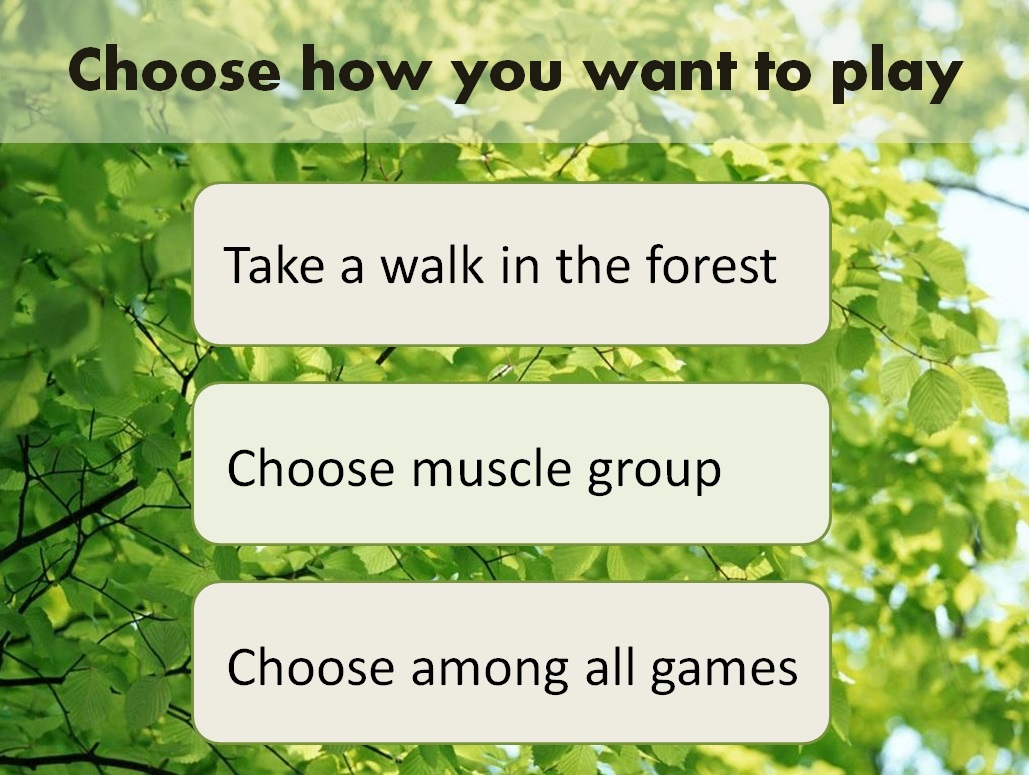 Choose how you want to play
Take a walk in the forest
Choose muscle group
Choose among all games